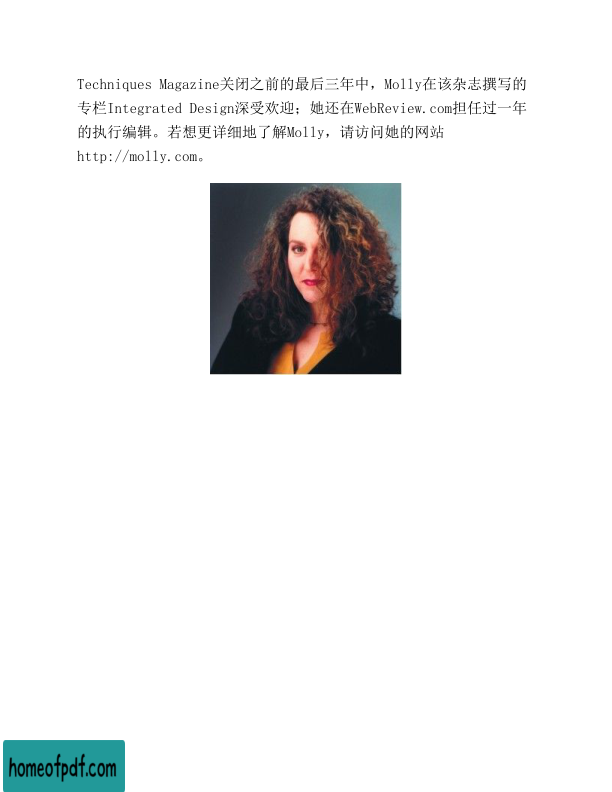 Techniques Magazine关闭之前的最后三年中，Molly在该杂志撰写的
专栏Integrated Design深受欢迎；她还在WebReview.com担任过一年
的执行编辑。若想更详细地了解Molly，请访问她的网站
http://molly.com。
homeofpdf.com